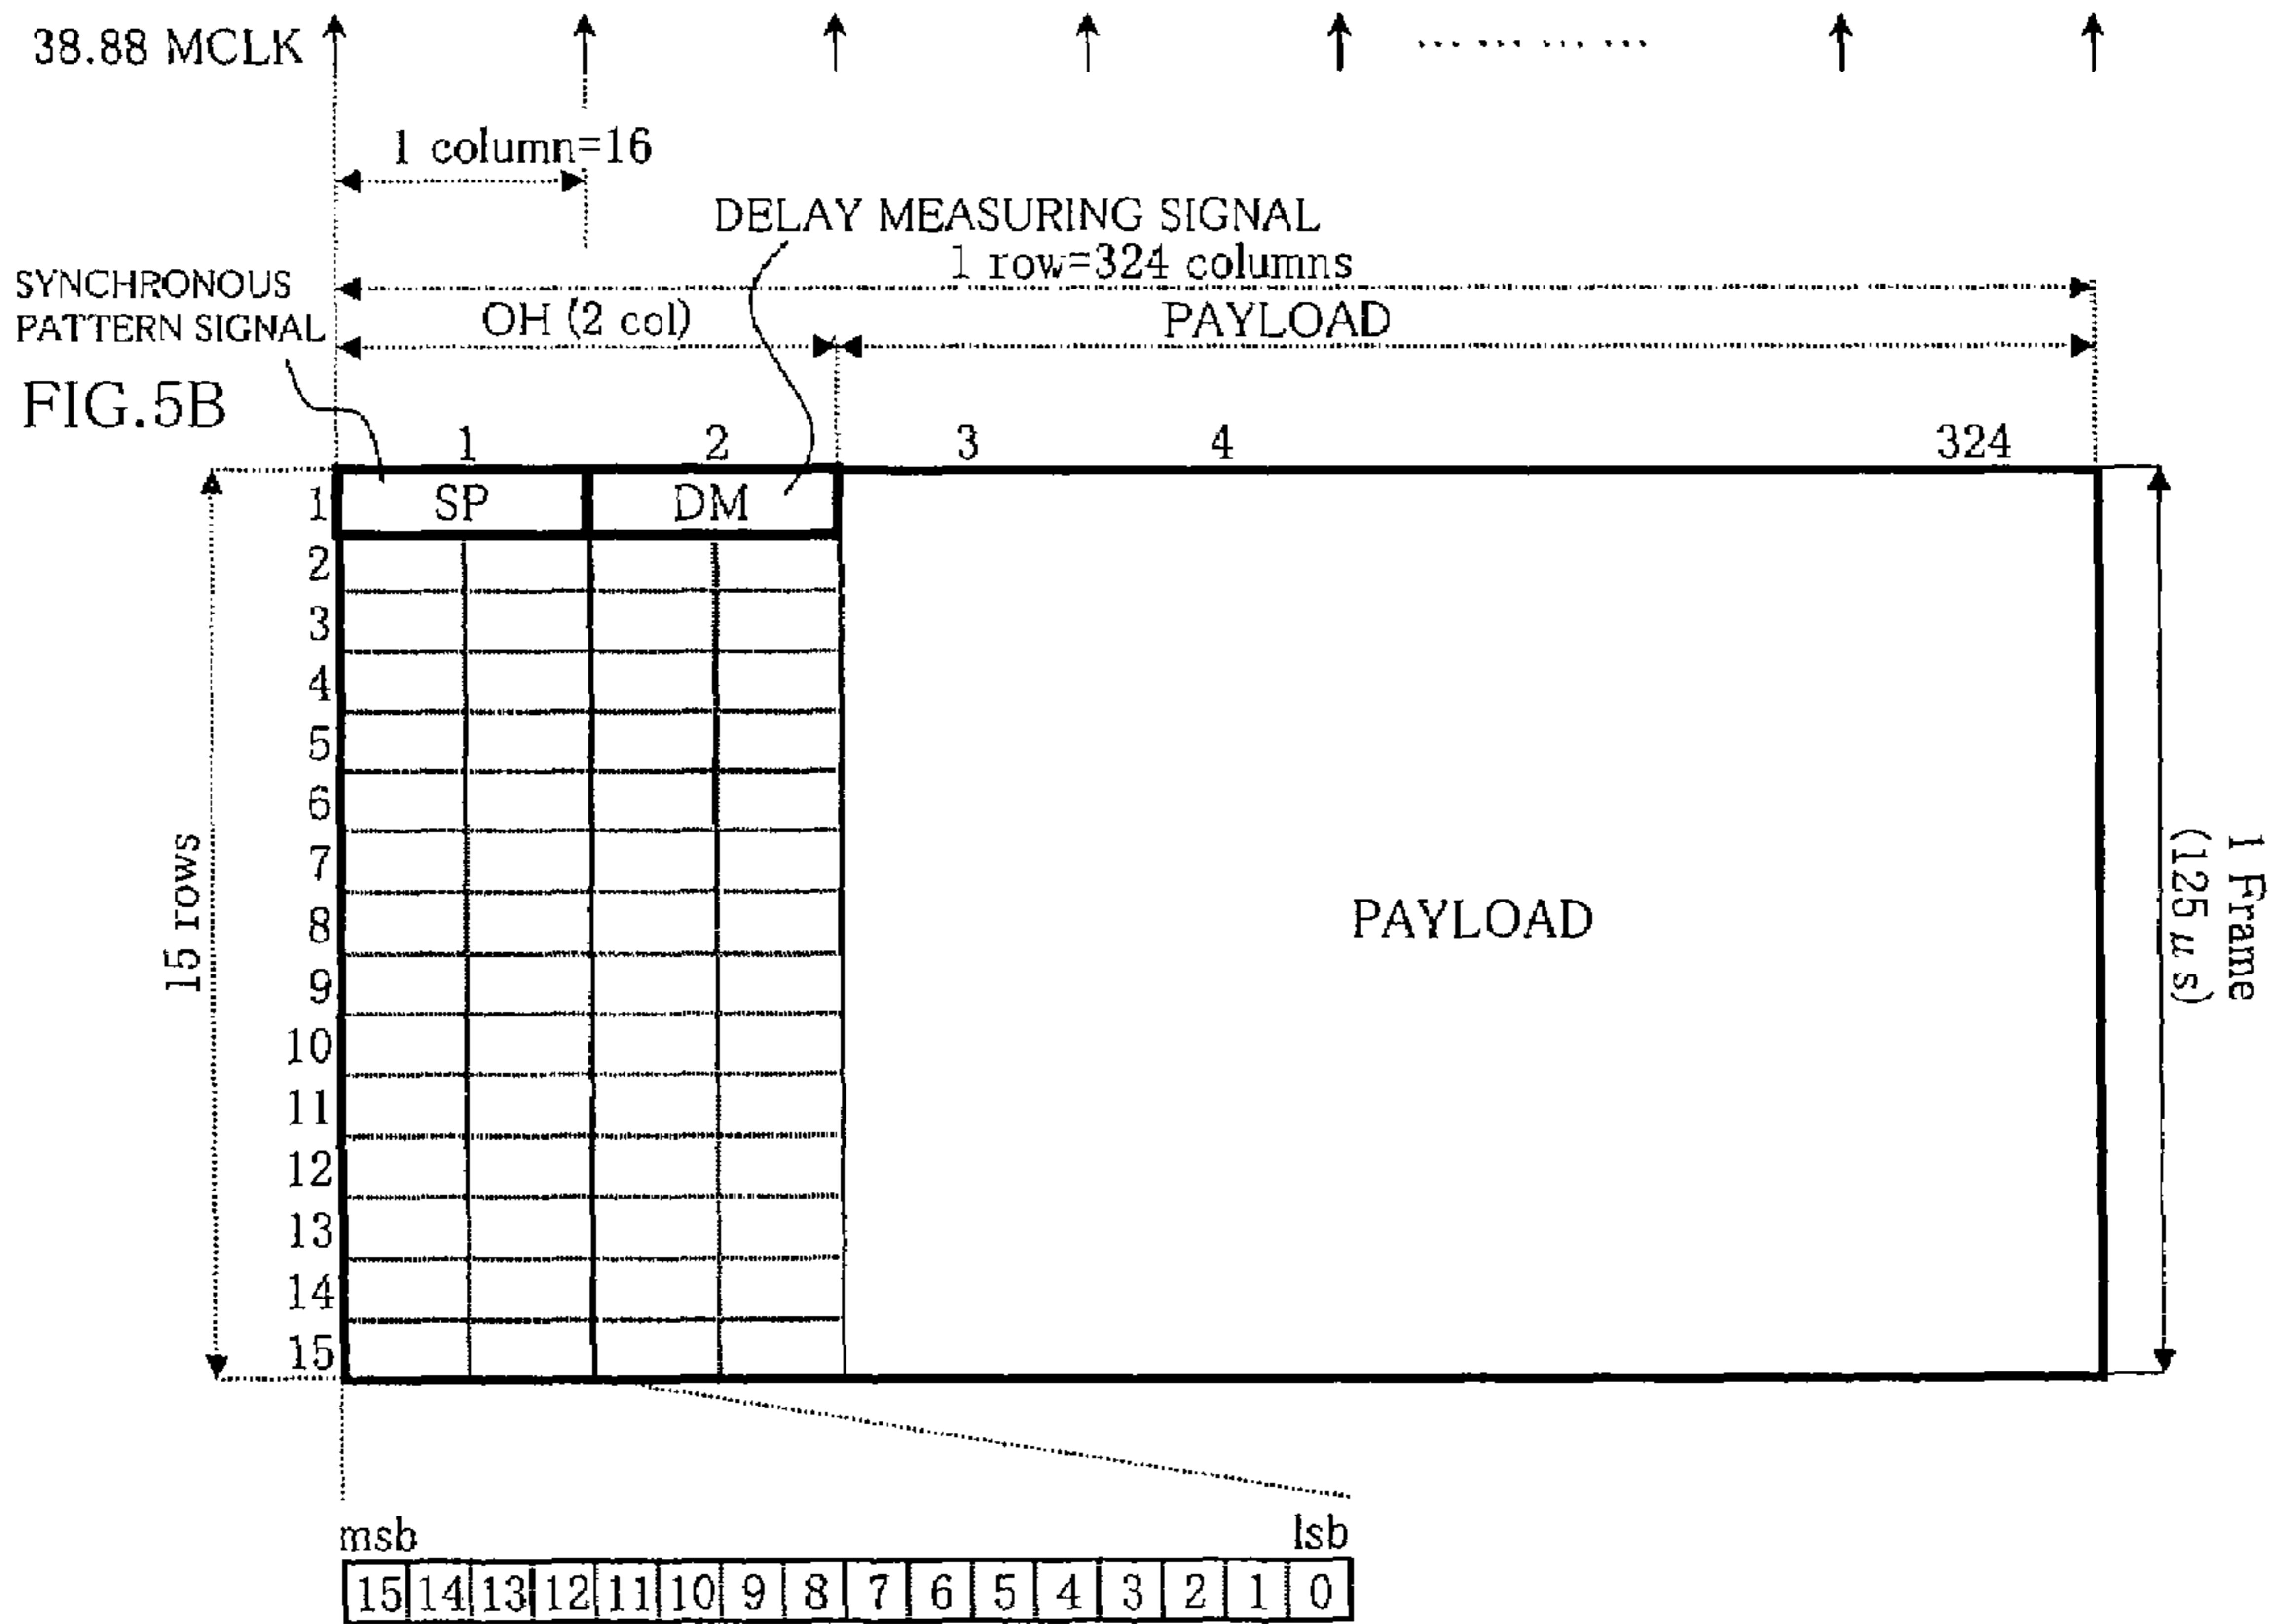 38.88 MCLK
1 column=16
DELAY MEASURING SIGNAL
1 row=324 columns
SYNCHRONOUS
PATTERN SIGNAL
OH (2 col)
PAYLOAD
FIG.5B
1 2 3 4 324
1 SP DM
2
3
4
5
6
7
8
9
10
11
12
13
14
15
15 rows
PAYLOAD
1 Frame
(125 μs)
msb lsb
15 14 13 12 11 10 9 8 7 6 5 4 3 2 1 0